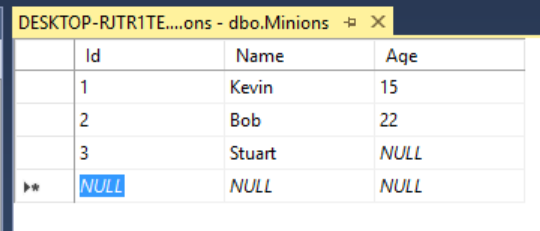 DESKTOP-RJTR1TE....ons - dbo.Minions
Id Name Age
1 Kevin 15
2 Bob 22
3 Stuart NULL
NULL NULL NULL